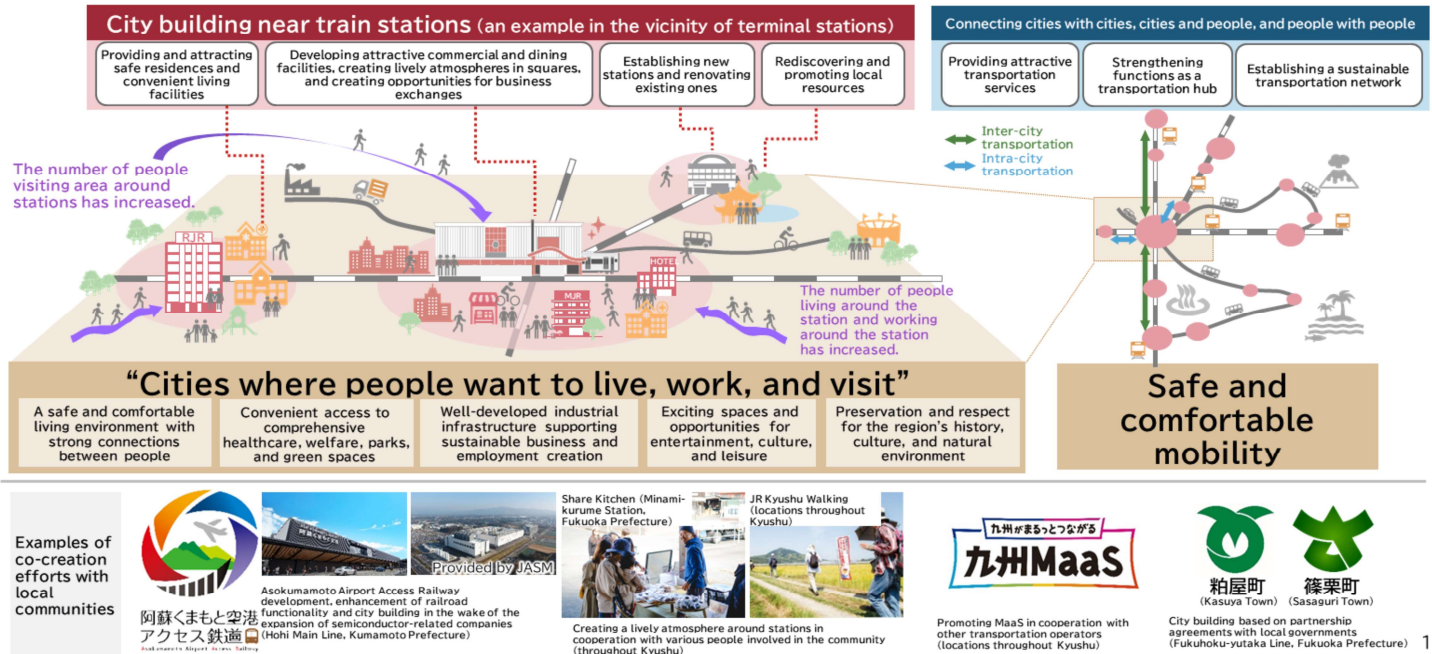 City building near train stations (an example in the vicinity of terminal stations)
Providing and attracting
safe residences and
convenient living
facilities
Developing attractive commercial and dining
facilities, creating lively atmospheres in squares,
and creating opportunities for business
exchanges
Establishing new
stations and renovating
existing ones
Rediscovering and
promoting local
resources
Connecting cities with cities, cities and people, and people with people
Providing attractive
transportation
services
Strengthening
functions as a
transportation hub
Establishing a sustainable
transportation network
The number of people
visiting area around
stations has increased.
RJR
HOTEL
MJR
The number of people
living around the
station and working
around the station
has increased.
Inter-city
transportation
Intra-city
transportation
“Cities where people want to live, work, and visit”
A safe and comfortable
living environment with
strong connections
between people
Convenient access to
comprehensive
healthcare, welfare, parks,
and green spaces
Well-developed industrial
infrastructure supporting
sustainable business and
employment creation
Exciting spaces and
opportunities for
entertainment, culture,
and leisure
Preservation and respect
for the region’s history,
culture, and natural
environment
Safe and
comfortable
mobility
Examples of
co-creation
efforts with
local
communities
阿蘇くまもと空港
アクセス鉄道
Asokumamoto Airport Access Railway
Provided by JASM
Asokumamoto Airport Access Railway
development, enhancement of railroad
functionality and city building in the wake of the
expansion of semiconductor-related companies
(Hohi Main Line, Kumamoto Prefecture)
Share Kitchen (Minami-
kurume Station,
Fukuoka Prefecture)
JR Kyushu Walking
(locations throughout
Kyushu)
Creating a lively atmosphere around stations in
cooperation with various people involved in the community
(throughout Kyushu)
九州がまるっとつながる
九州MaaS
Promoting MaaS in cooperation with
other transportation operators
(locations throughout Kyushu)
粕屋町
(Kasuya Town)
篠栗町
(Sasaguri Town)
City building based on partnership
agreements with local governments
(Fukuhoku-yutaka Line, Fukuoka Prefecture)
1